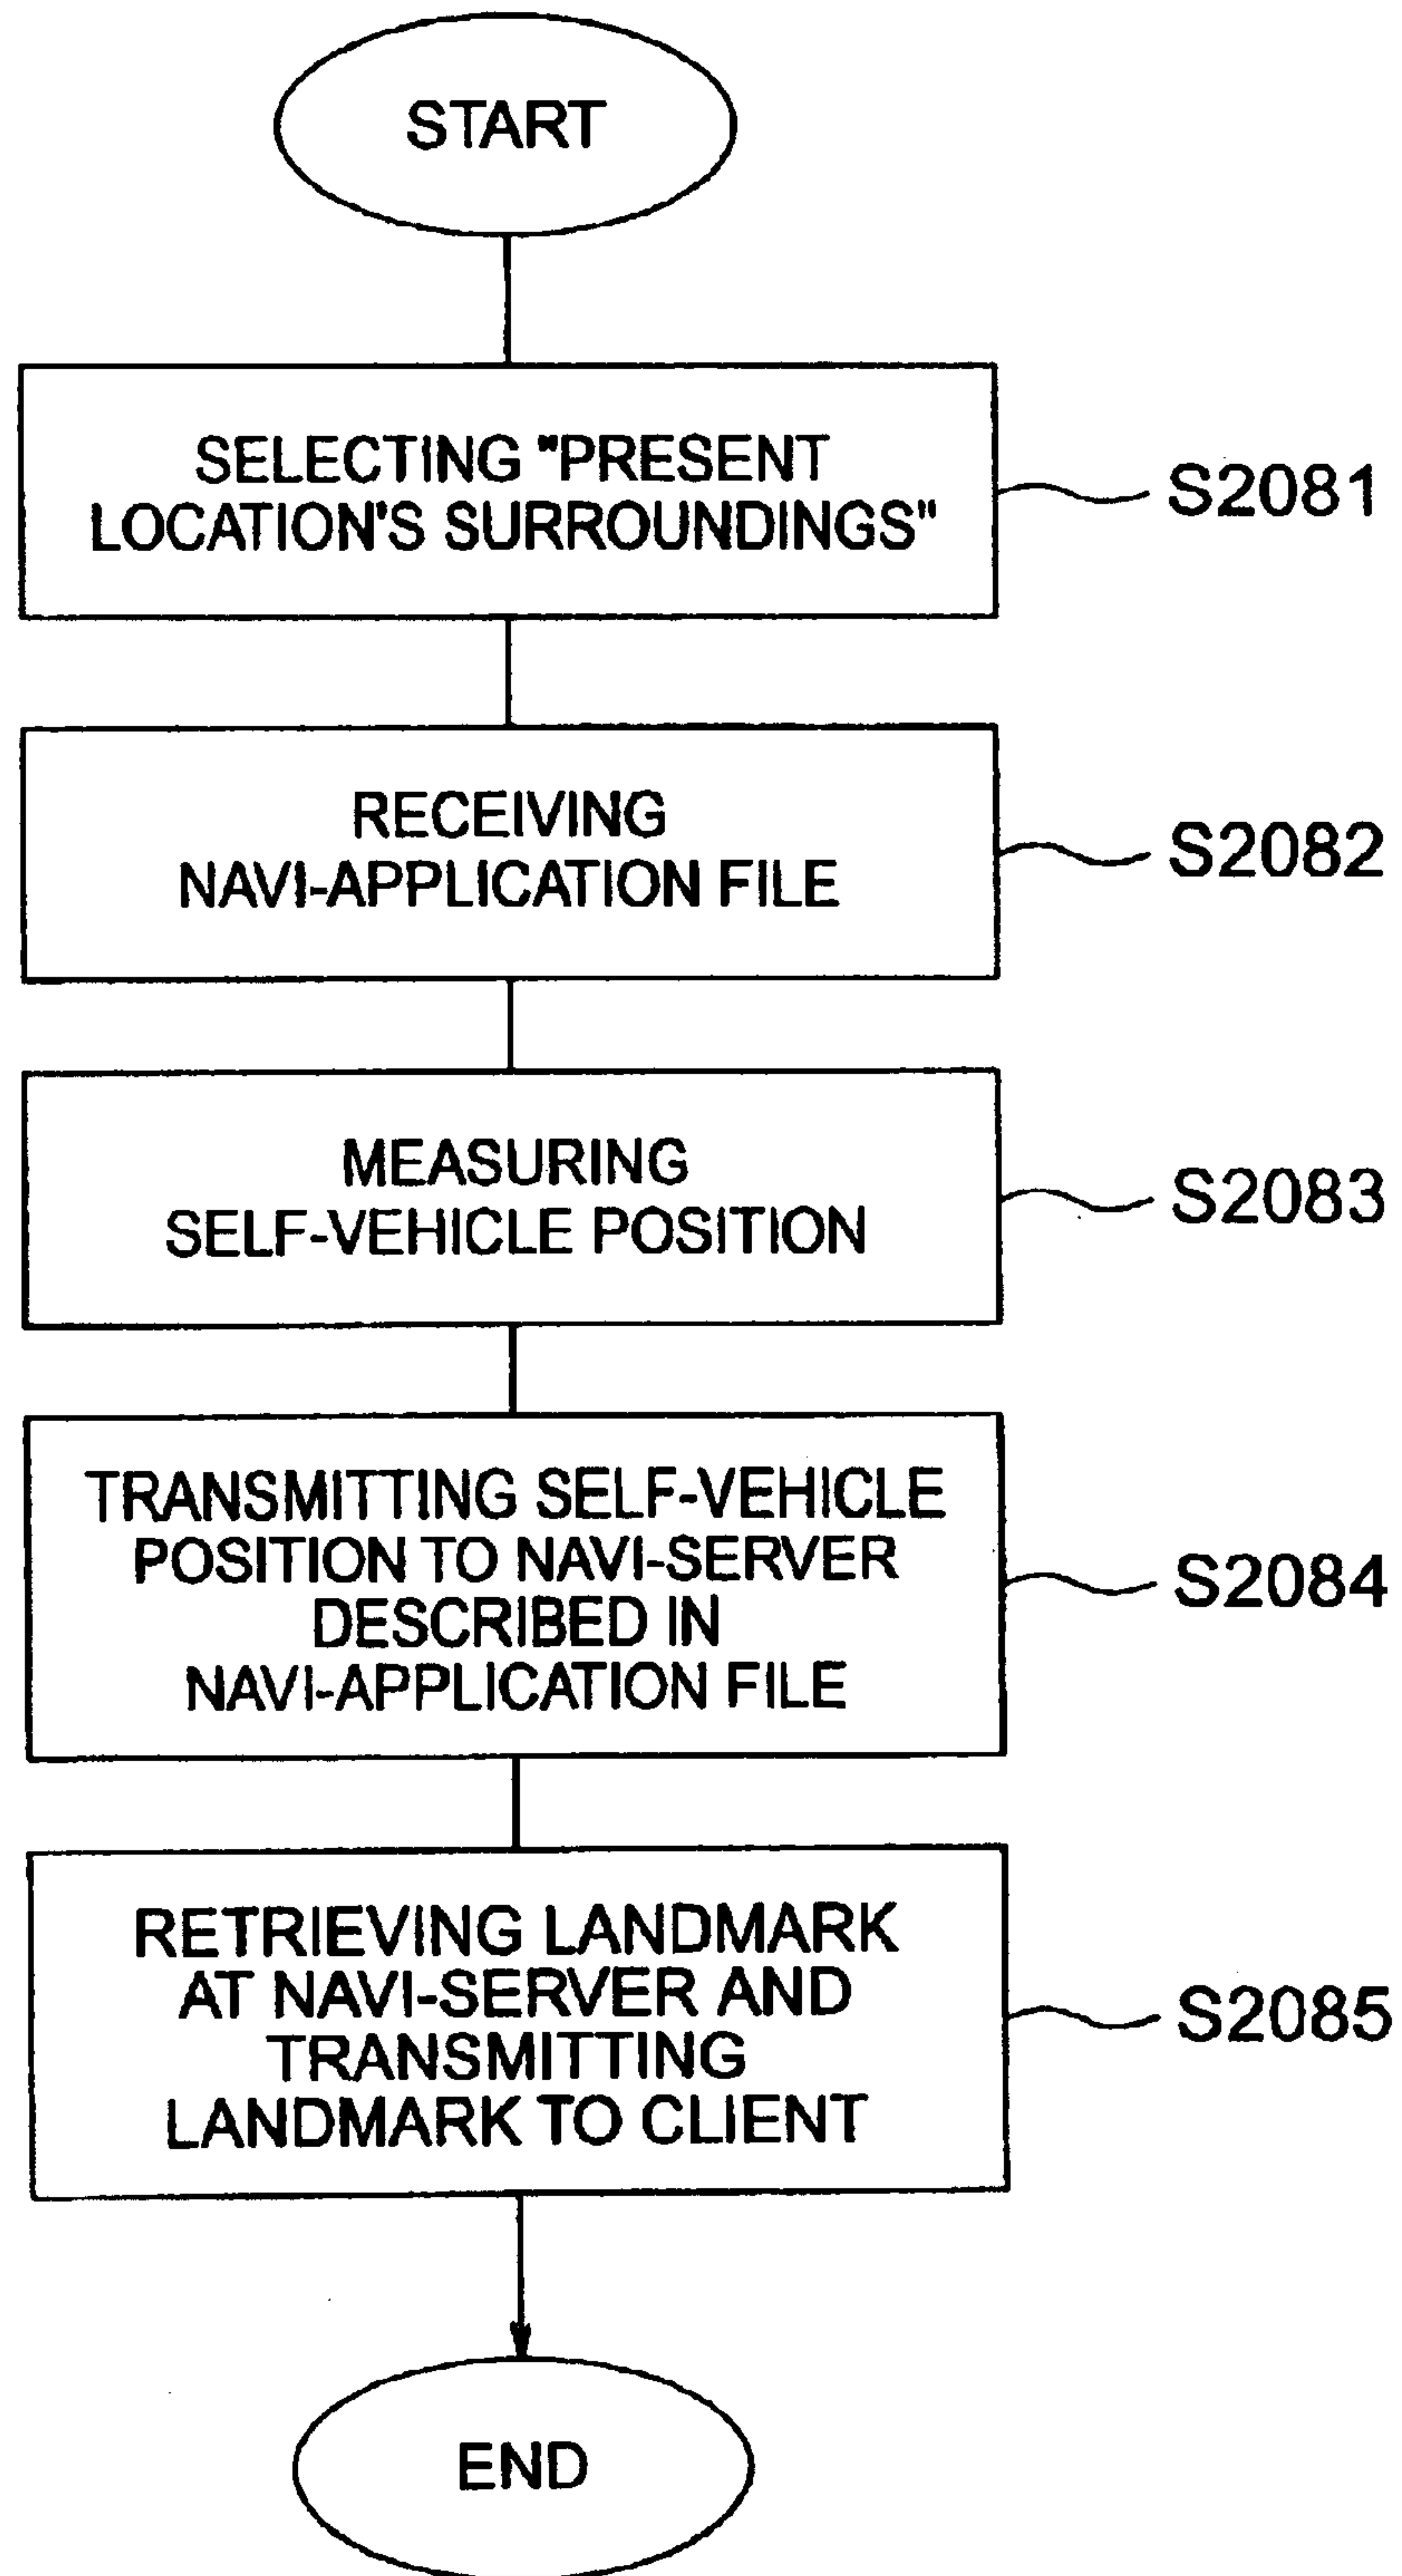 START
SELECTING "PRESENT
LOCATION'S SURROUNDINGS"
S2081
RECEIVING
NAVI-APPLICATION FILE
S2082
MEASURING
SELF-VEHICLE POSITION
S2083
TRANSMITTING SELF-VEHICLE
POSITION TO NAVI-SERVER
DESCRIBED IN
NAVI-APPLICATION FILE
S2084
RETRIEVING LANDMARK
AT NAVI-SERVER AND
TRANSMITTING
LANDMARK TO CLIENT
S2085
END